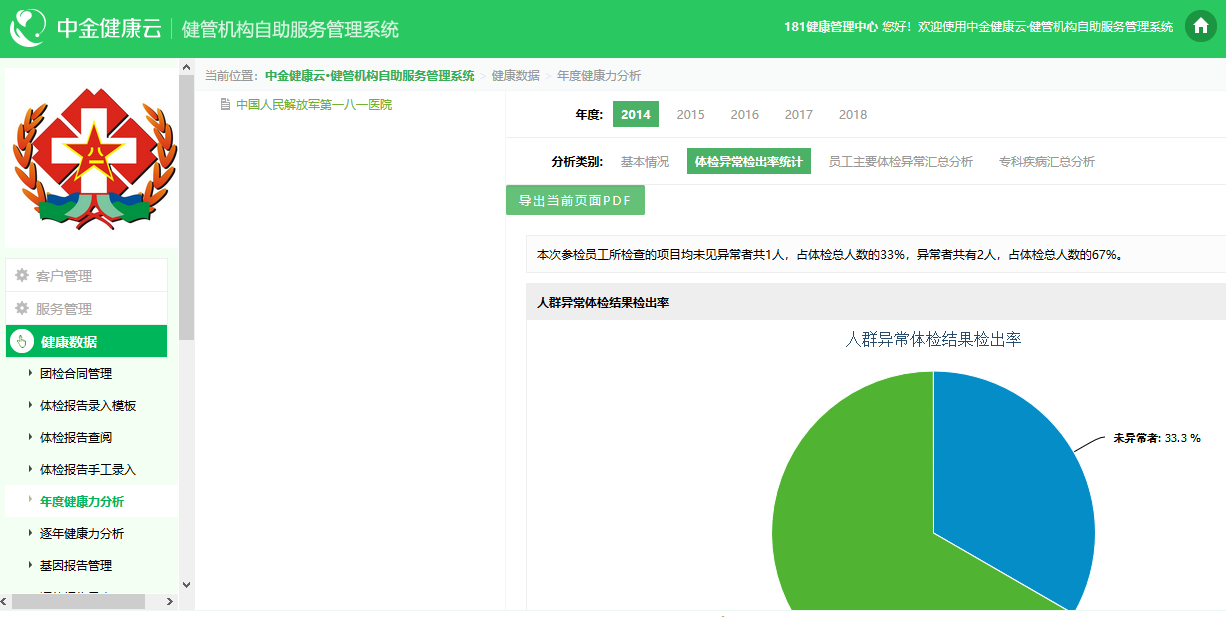 中金健康云 | 健管机构自助服务管理系统
181健康管理中心 您好！欢迎使用中金健康云·健管机构自助服务管理系统
当前位置：中金健康云•健管机构自助服务管理系统 > 健康数据 > 年度健康力分析
客户管理
服务管理
健康数据
团检合同管理
体检报告录入模板
体检报告查阅
体检报告手工录入
年度健康力分析
逐年健康力分析
基因报告管理
中国人民解放军第一八一医院
年度: 2014 2015 2016 2017 2018
分析类别: 基本情况 体检异常检出率统计 员工主要体检异常汇总分析 专科疾病汇总分析
导出当前页面PDF
本次参检员工所检查的项目均未见异常者共1人，占体检总人数的33%，异常者共有2人，占体检总人数的67%。
人群异常体检结果检出率
人群异常体检结果检出率
未异常者: 33.3 %